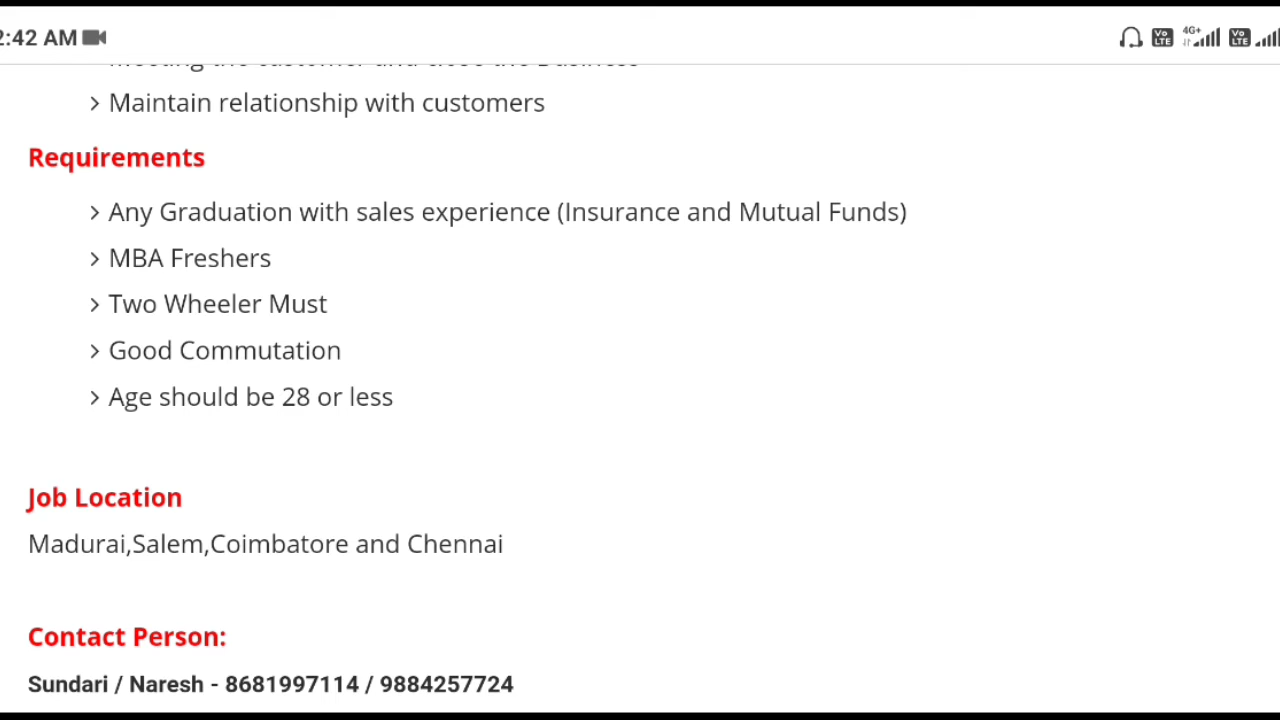 2:42 AM
Maintain relationship with customers
Requirements
Any Graduation with sales experience (Insurance and Mutual Funds)
MBA Freshers
Two Wheeler Must
Good Commutation
Age should be 28 or less
Job Location
Madurai,Salem,Coimbatore and Chennai
Contact Person:
Sundari / Naresh - 8681997114 / 9884257724